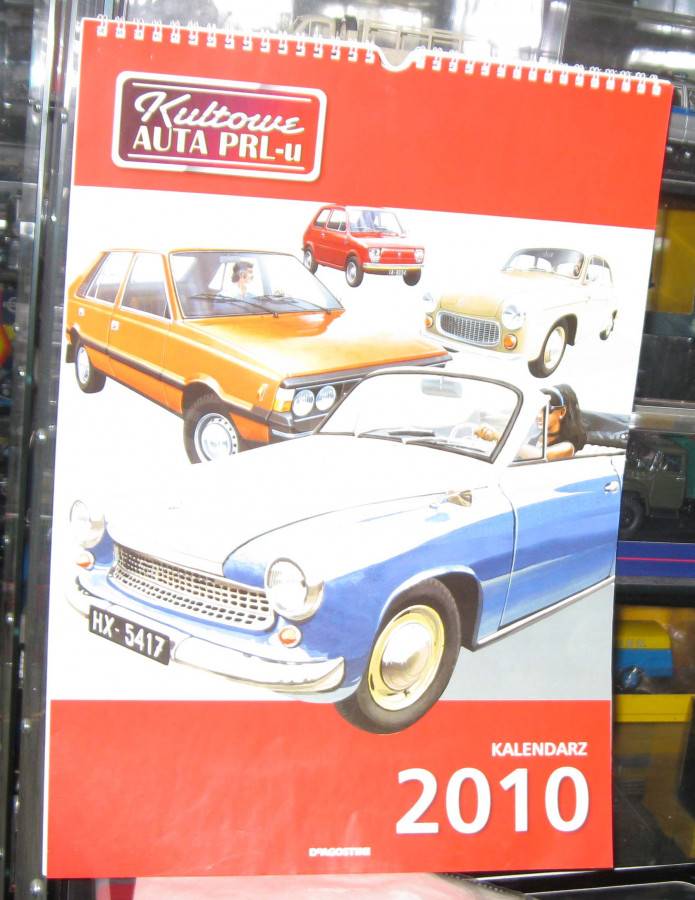 Kultowe
AUTA PRL-u
HX-5417
KALENDARZ
2010
DEAGOSTINI